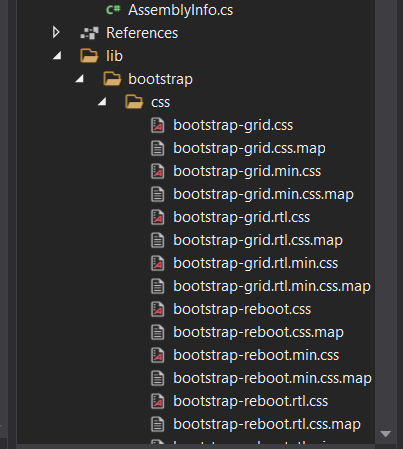 C# AssemblyInfo.cs
References
lib
bootstrap
css
bootstrap-grid.css
bootstrap-grid.css.map
bootstrap-grid.min.css
bootstrap-grid.min.css.map
bootstrap-grid.rtl.css
bootstrap-grid.rtl.css.map
bootstrap-grid.rtl.min.css
bootstrap-grid.rtl.min.css.map
bootstrap-reboot.css
bootstrap-reboot.css.map
bootstrap-reboot.min.css
bootstrap-reboot.min.css.map
bootstrap-reboot.rtl.css
bootstrap-reboot.rtl.css.map